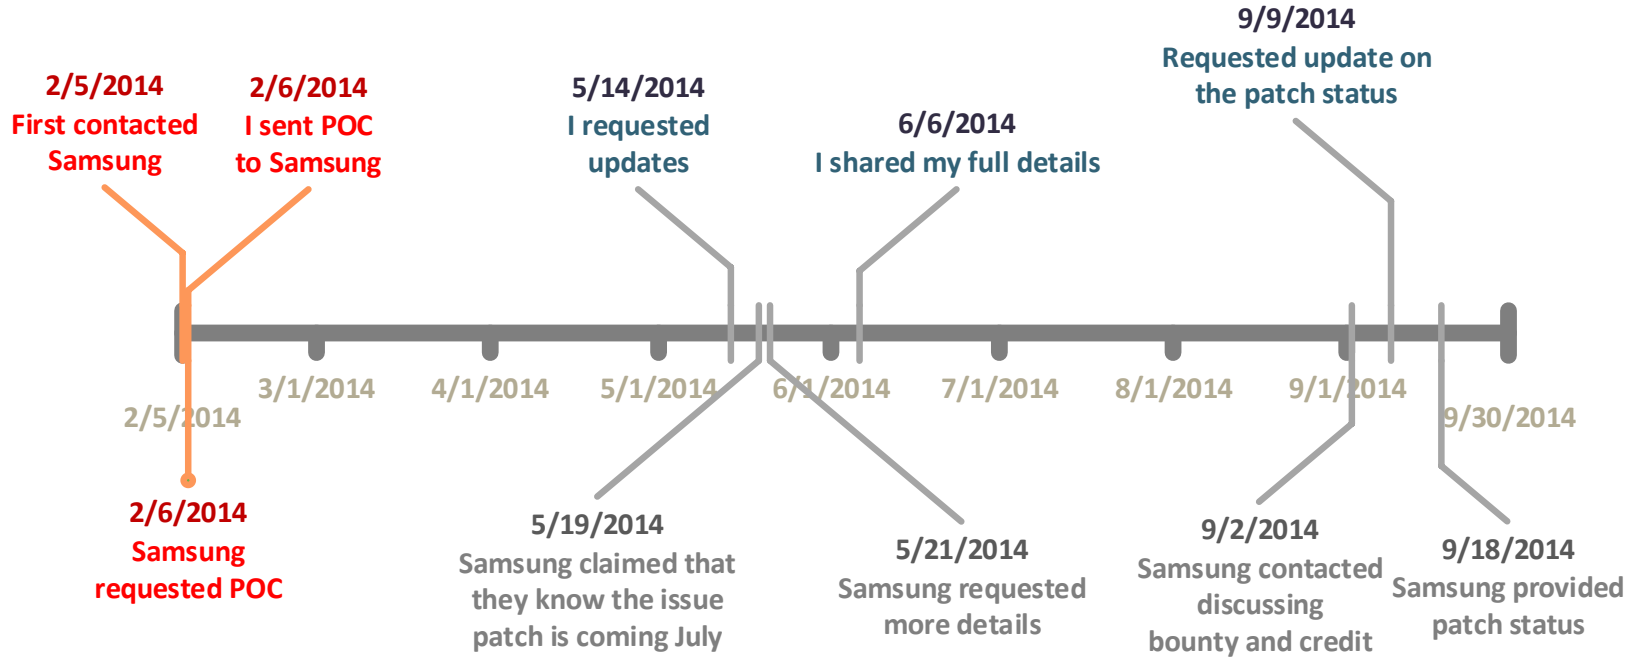 9/9/2014
Requested update on
the patch status
2/5/2014
First contacted
Samsung
2/6/2014
I sent POC
to Samsung
5/14/2014
I requested
updates
6/6/2014
I shared my full details
3/1/2014
4/1/2014
5/1/2014
6/1/2014
7/1/2014
8/1/2014
9/1/2014
2/5/2014
9/30/2014
2/6/2014
Samsung
requested POC
5/19/2014
Samsung claimed that
they know the issue
patch is coming July
5/21/2014
Samsung requested
more details
9/2/2014
Samsung contacted
discussing
bounty and credit
9/18/2014
Samsung provided
patch status